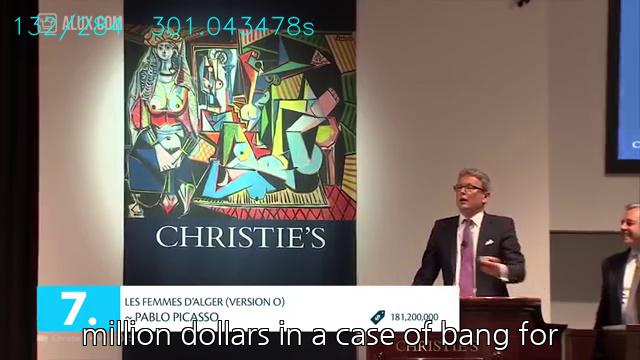 ALUX.COM
132/284 301.043478s
CHRISTIE'S
7.
LES FEMMES D'ALGER (VERSION O)
~ PABLO PICASSO
181,200,000
million dollars in a case of bang for
CHRISTIE'S